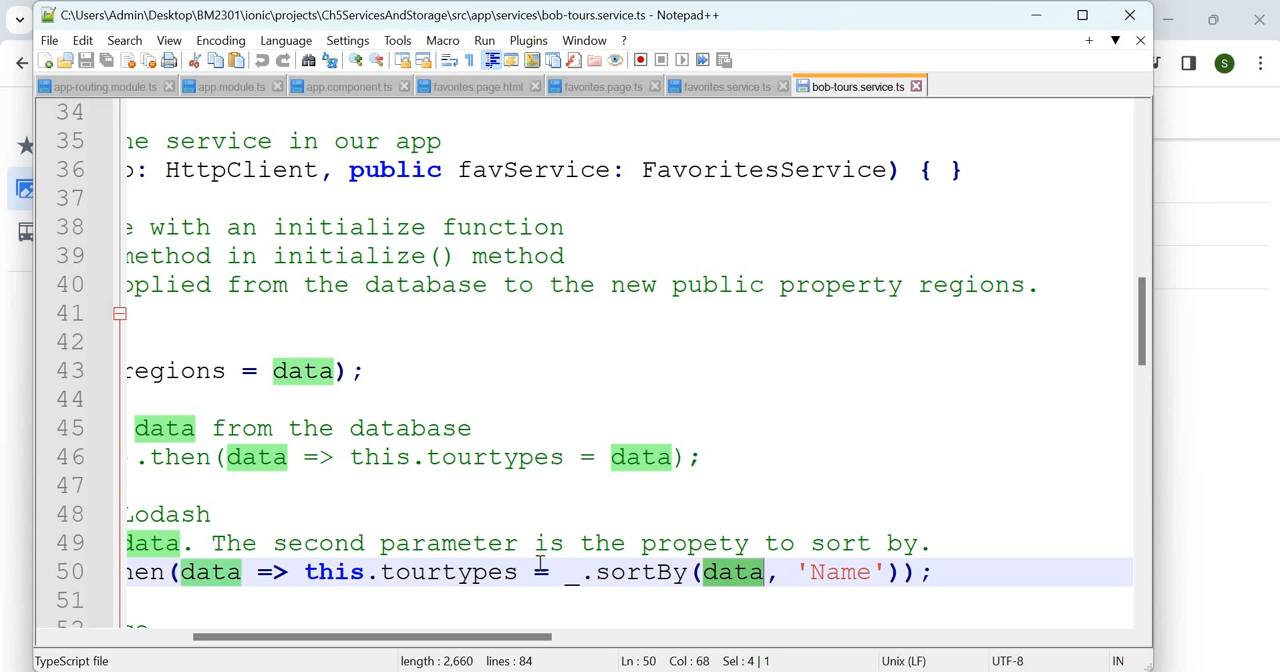 C:\Users\Admin\Desktop\BM2301\ionic\projects\Ch5ServicesAndStorage\src\app\services\bob-tours.service.ts - Notepad++
File Edit Search View Encoding Language Settings Tools Macro Run Plugins Window ?
app-routing.module.ts app.module.ts app.component.ts favorites.page.html favorites.page.ts favorites.service.ts bob-tours.service.ts
S
34
35 he service in our app
36 p: HttpClient, public favService: FavoritesService) { }
37
38 e with an initialize function
39 method in initialize() method
40 pplied from the database to the new public property regions.
41
42
43 regions = data);
44
45 data from the database
46 .then(data => this.tourtypes = data);
47
48 Lodash
49 data. The second parameter is the propety to sort by.
50 hen(data => this.tourtypes = _.sortBy(data, 'Name'));
51
52
TypeScript file length : 2,660 lines : 84 Ln : 50 Col : 68 Sel : 4 | 1 Unix (LF) UTF-8 IN